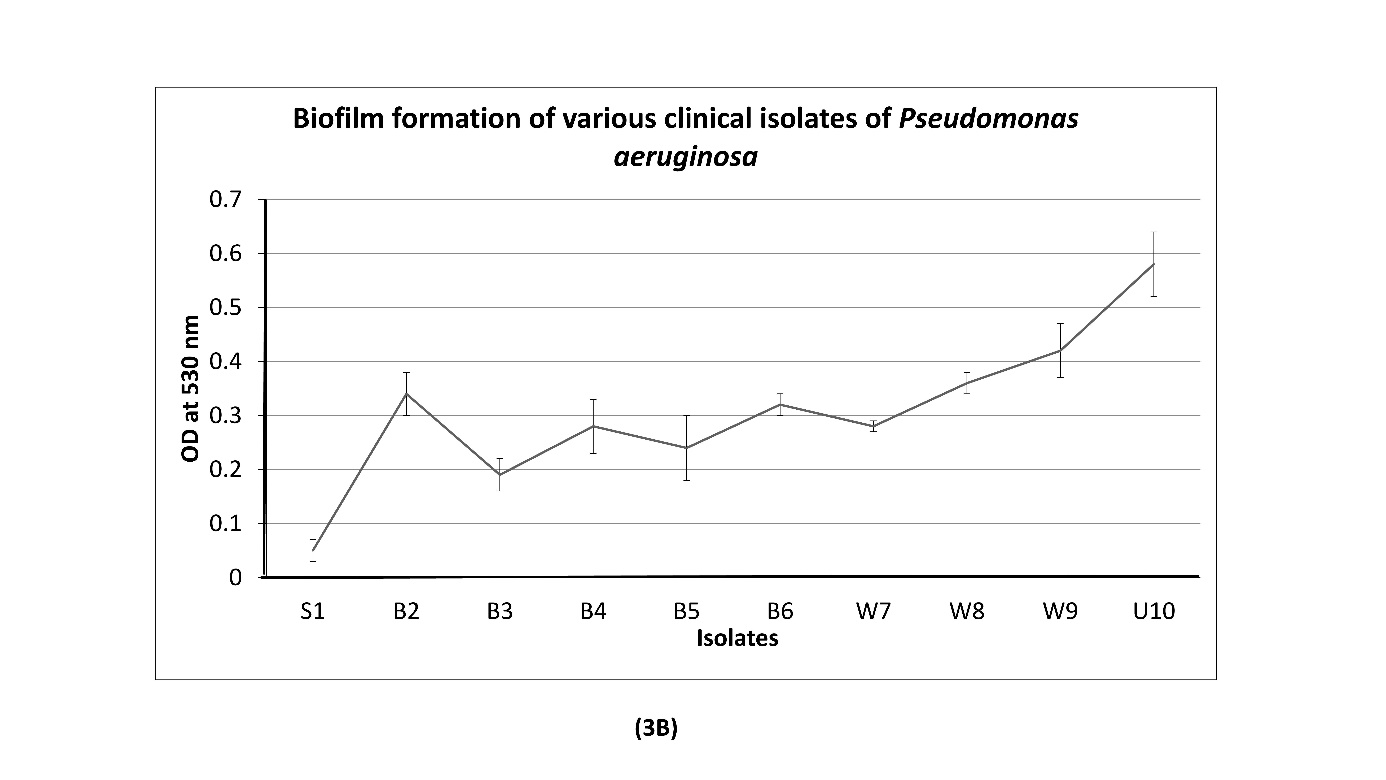 Biofilm formation of various clinical isolates of Pseudomonas
aeruginosa
0.7
0.6
0.5
0.4
0.3
0.2
0.1
0
OD at 530 nm
S1 B2 B3 B4 B5 B6 W7 W8 W9 U10
Isolates
(3B)